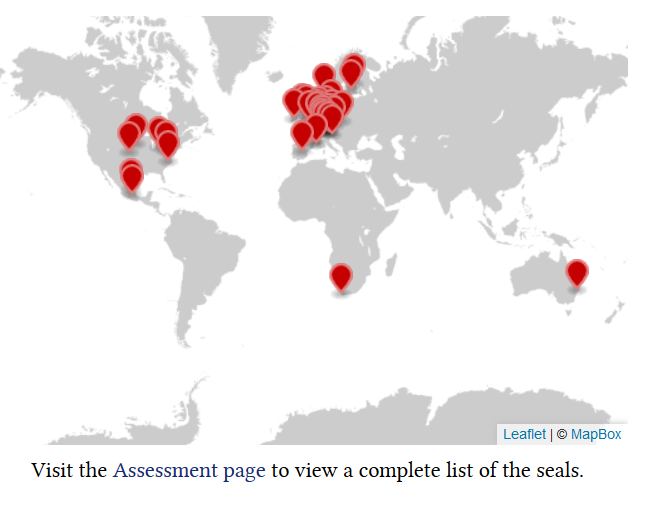 Leaflet | © MapBox
Visit the Assessment page to view a complete list of the seals.